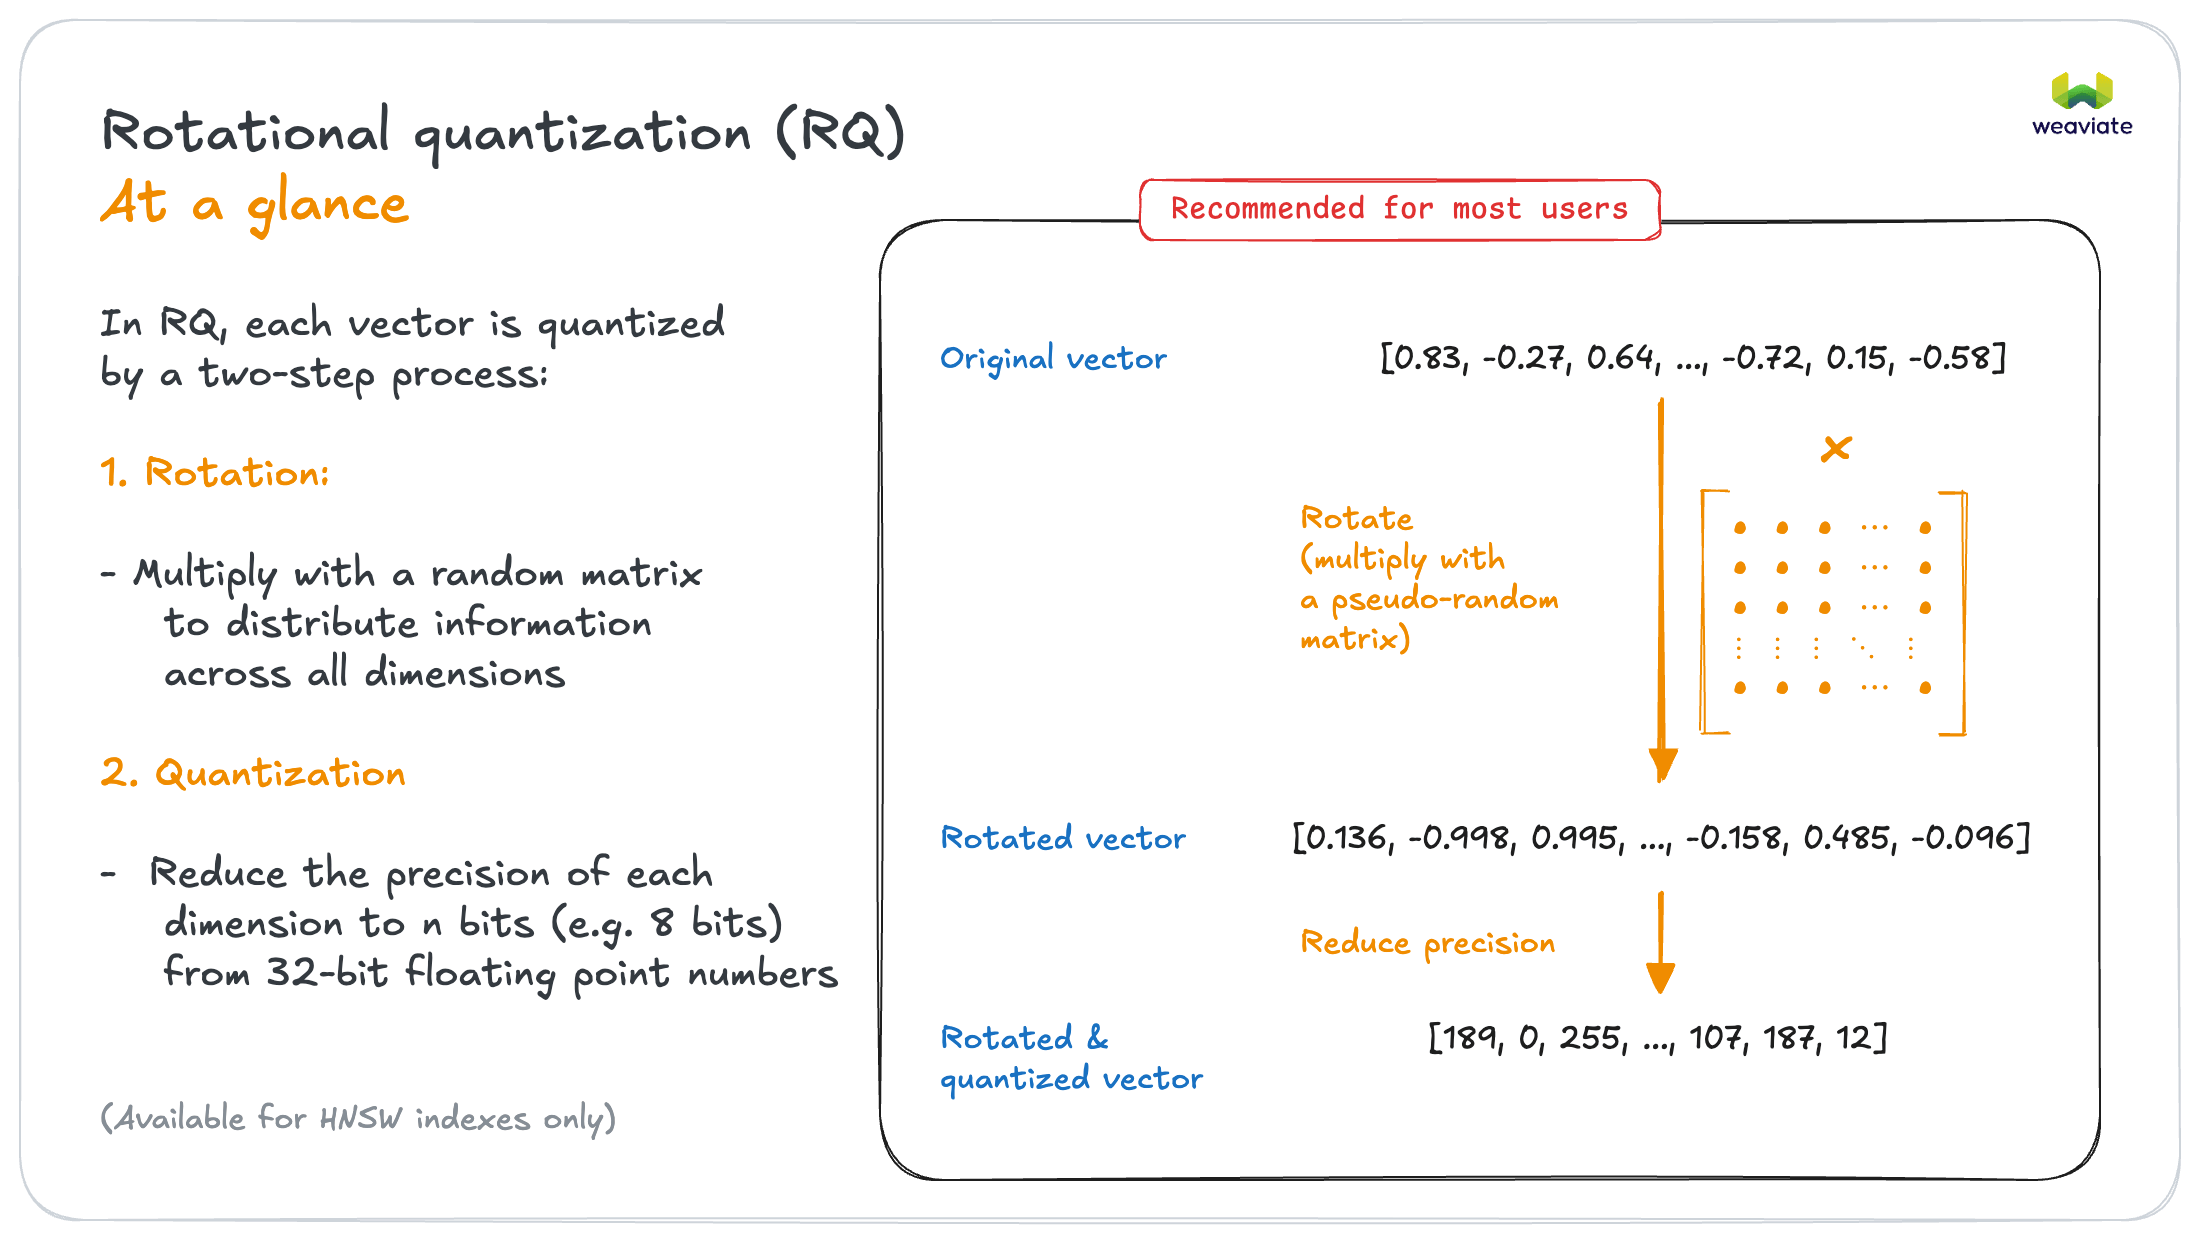 Rotational quantization (RQ)
At a glance
weaviate
In RQ, each vector is quantized
by a two-step process:
1. Rotation:
- Multiply with a random matrix
to distribute information
across all dimensions
2. Quantization
- Reduce the precision of each
dimension to n bits (e.g. 8 bits)
from 32-bit floating point numbers
(Available for HNSW indexes only)
Recommended for most users
Original vector
[0.83, -0.27, 0.64, ..., -0.72, 0.15, -0.58]
×
Rotate
(multiply with
a pseudo-random
matrix)
Rotated vector
[0.136, -0.998, 0.995, ..., -0.158, 0.485, -0.096]
Reduce precision
Rotated &
quantized vector
[189, 0, 255, ..., 107, 187, 12]